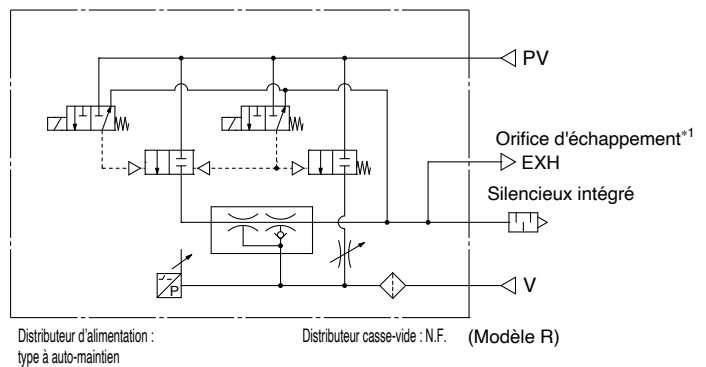 PV
Orifice d'échappement*1
EXH
Silencieux intégré
P
V
Distributeur d'alimentation :
type à auto-maintien
Distributeur casse-vide : N.F.
(Modèle R)